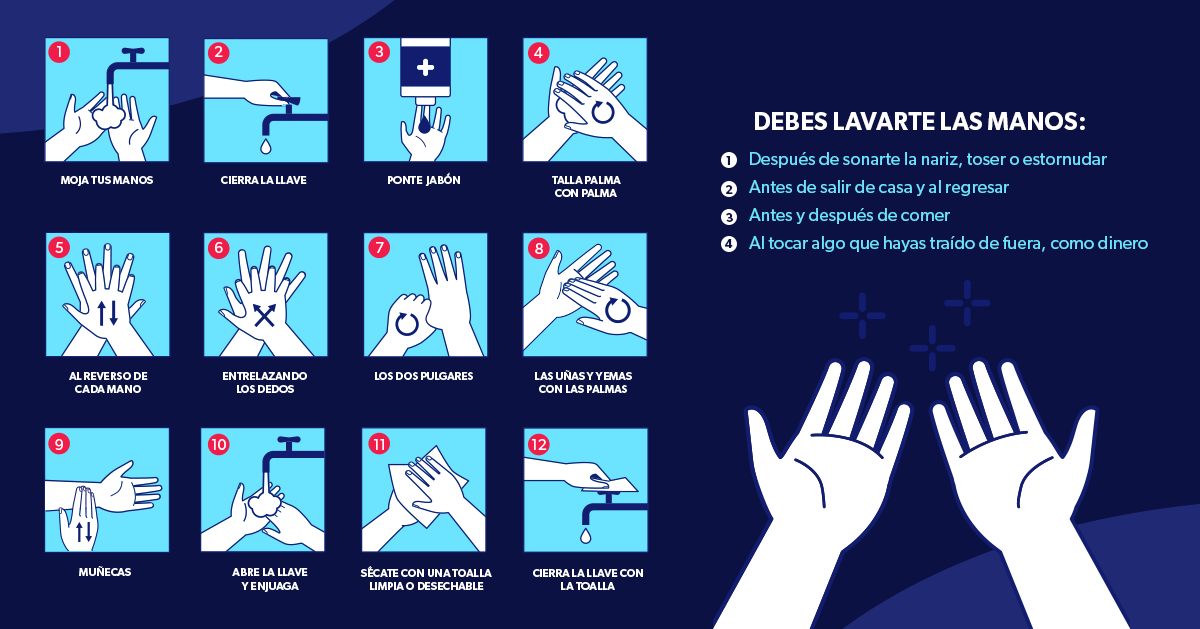 1
MOJA TUS MANOS
2
CIERRA LA LLAVE
3
PONTE JABÓN
4
TALLA PALMA
CON PALMA
5
AL REVERSO DE
CADA MANO
6
ENTRELAZANDO
LOS DEDOS
7
LOS DOS PULGARES
8
LAS UÑAS Y YEMAS
CON LAS PALMAS
9
MUÑECAS
10
ABRE LA LLAVE
Y ENJUAGA
11
SÉCATE CON UNA TOALLA
LIMPIA O DESECHABLE
12
CIERRA LA LLAVE CON
LA TOALLA
DEBES LAVARTE LAS MANOS:
1 Después de sonarte la nariz, toser o estornudar
2 Antes de salir de casa y al regresar
3 Antes y después de comer
4 Al tocar algo que hayas traído de fuera, como dinero